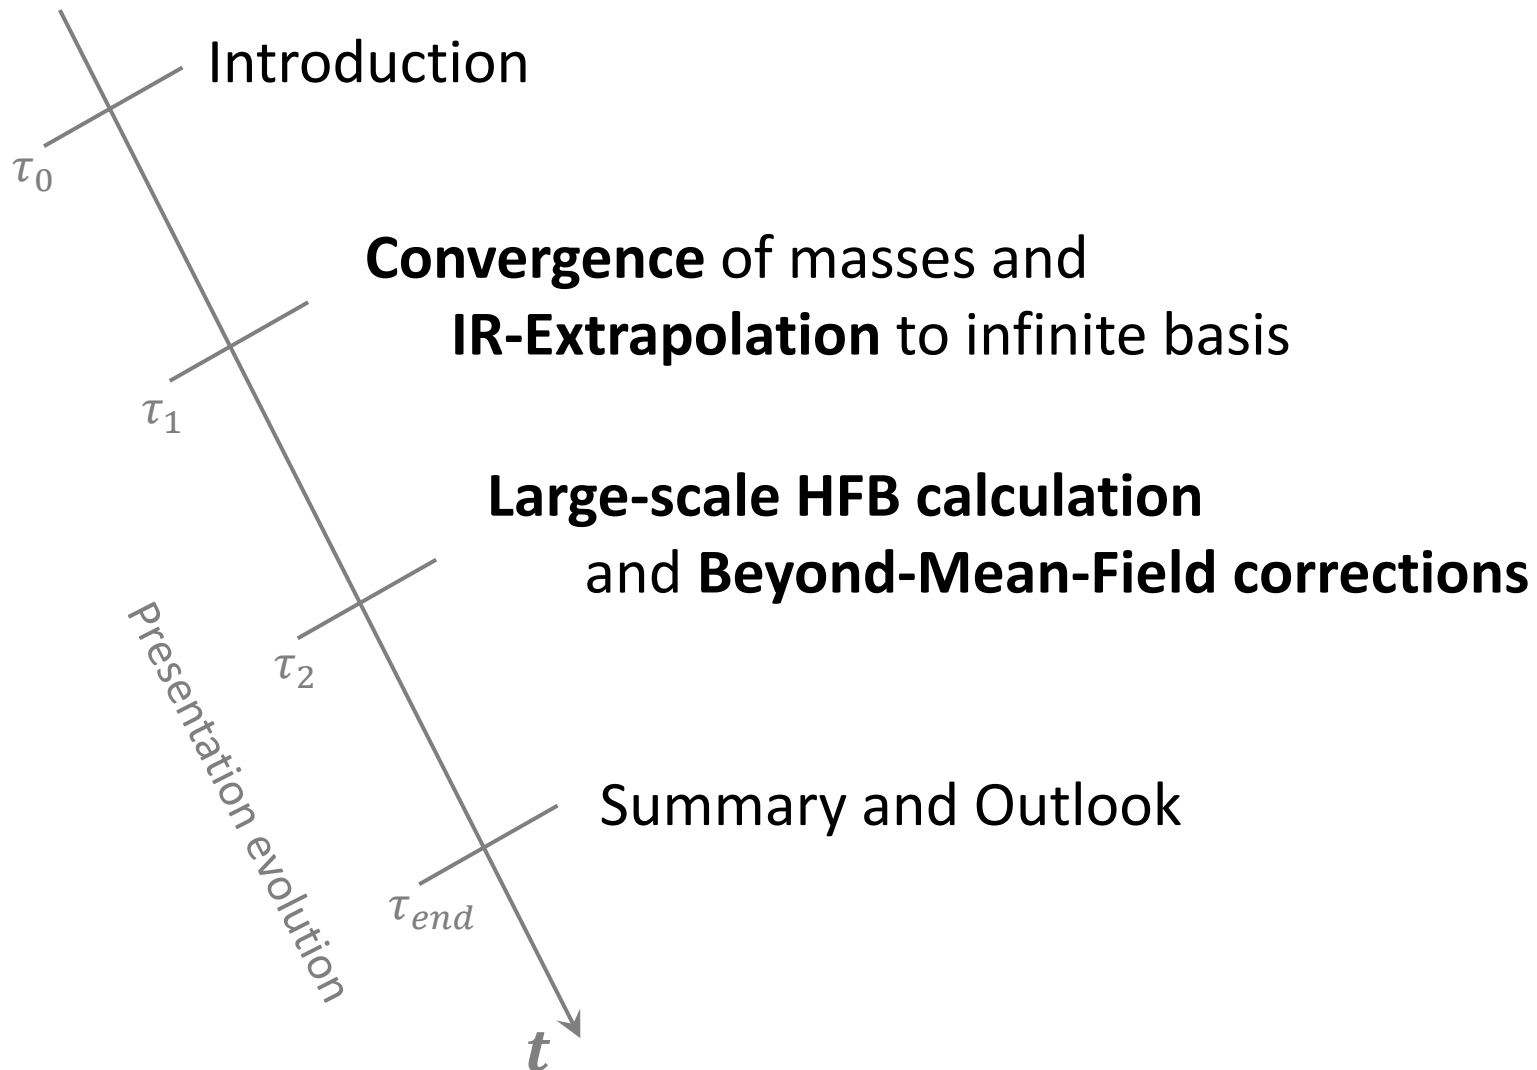 Introduction
τ0
Convergence of masses and
IR-Extrapolation to infinite basis
τ1
Large-scale HFB calculation
and Beyond-Mean-Field corrections
τ2
Presentation evolution
Summary and Outlook
τend
t